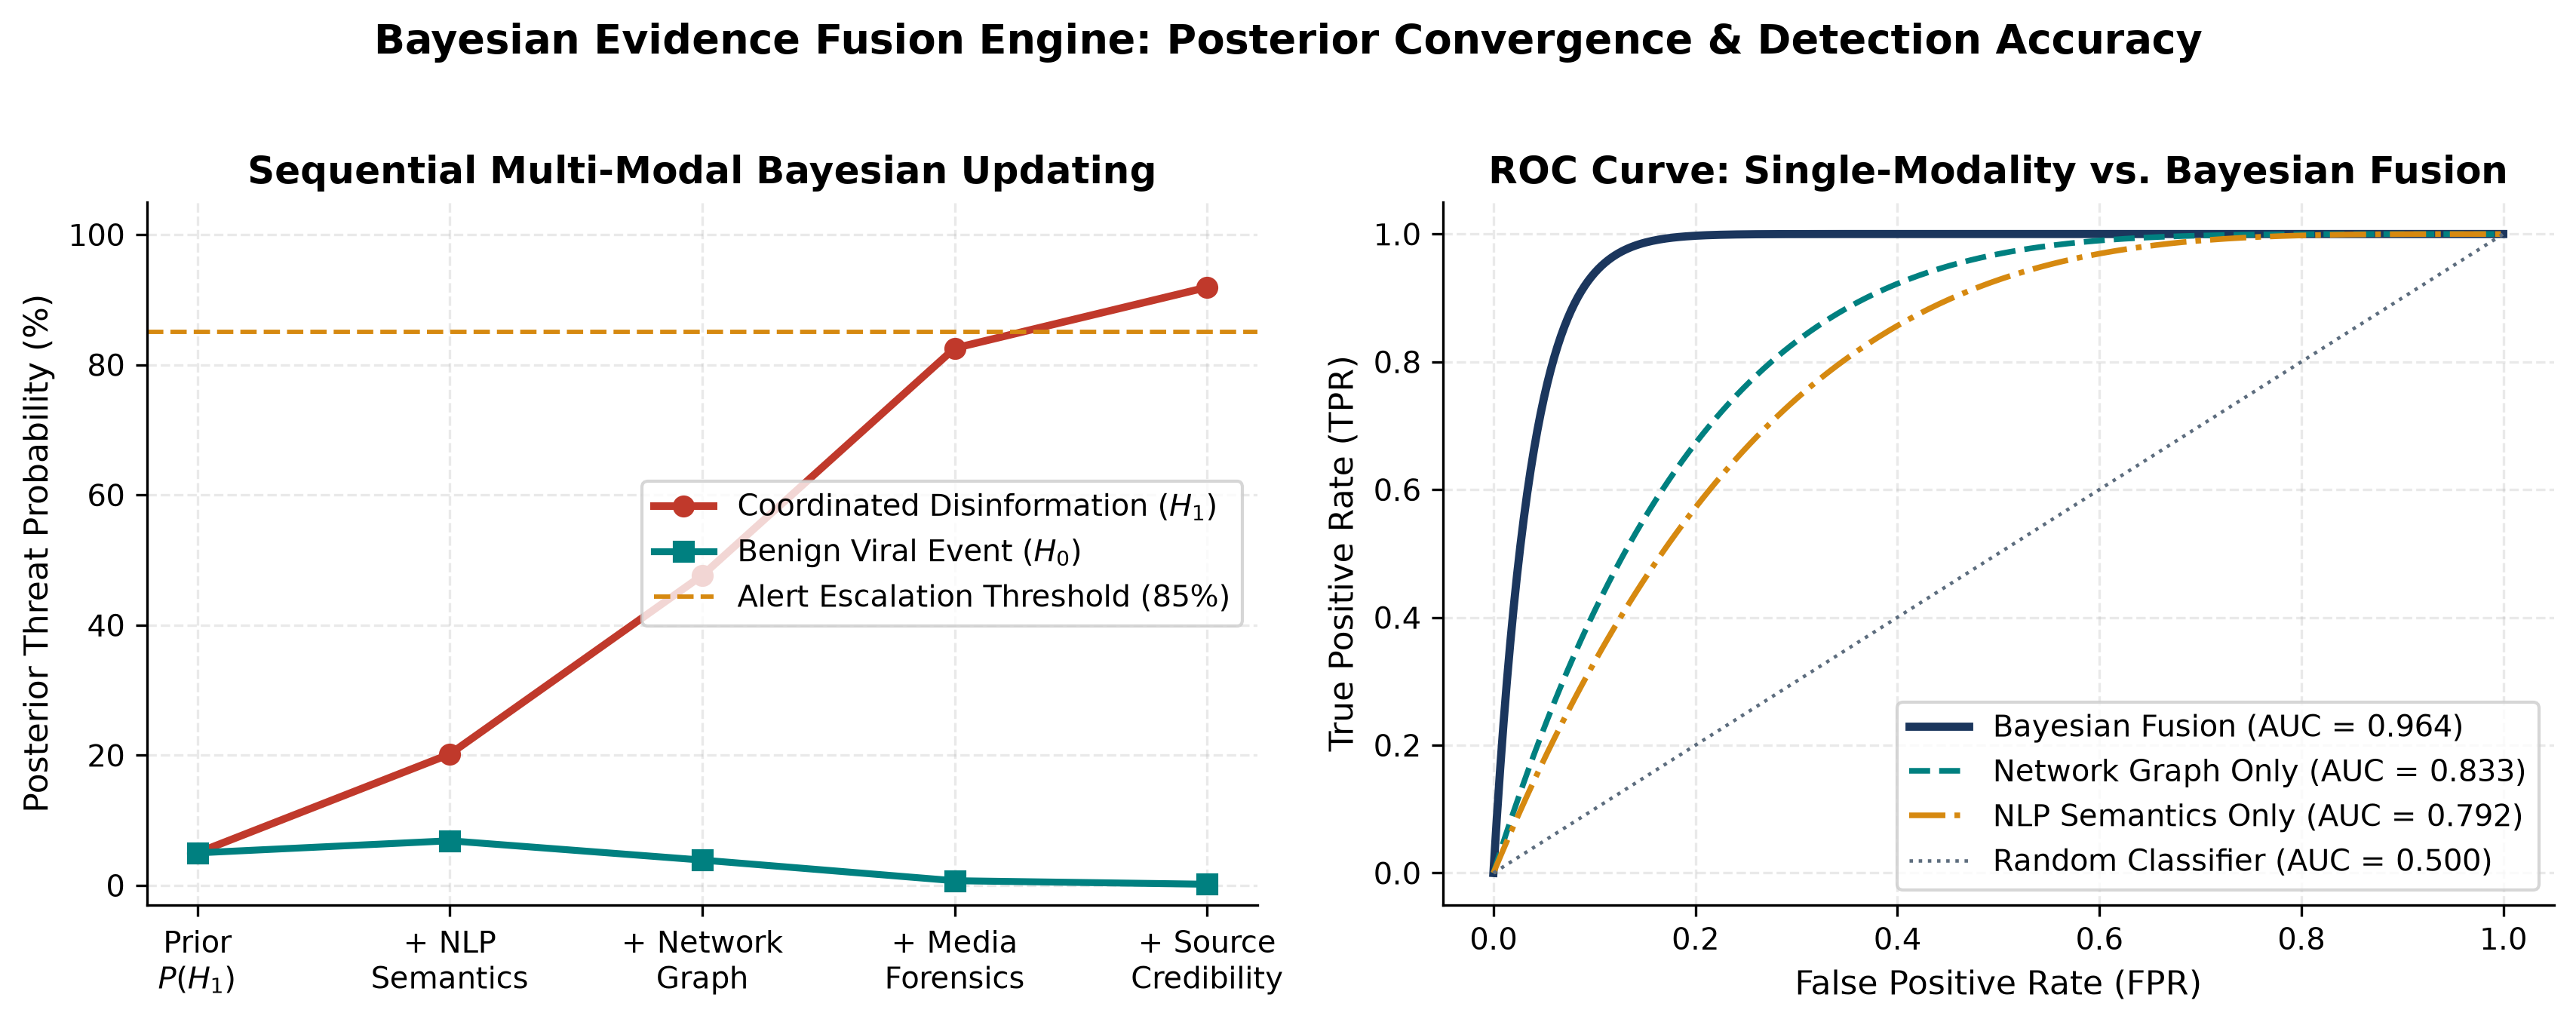 Bayesian Evidence Fusion Engine: Posterior Convergence & Detection Accuracy
Sequential Multi-Modal Bayesian Updating
Posterior Threat Probability (%)
100
80
60
40
20
0
Coordinated Disinformation (H₁)
Benign Viral Event (H₀)
Alert Escalation Threshold (85%)
Prior
P(H₁)
+ NLP
Semantics
+ Network
Graph
+ Media
Forensics
+ Source
Credibility
ROC Curve: Single-Modality vs. Bayesian Fusion
True Positive Rate (TPR)
1.0
0.8
0.6
0.4
0.2
0.0
Bayesian Fusion (AUC = 0.964)
Network Graph Only (AUC = 0.833)
NLP Semantics Only (AUC = 0.792)
Random Classifier (AUC = 0.500)
0.0
0.2
0.4
0.6
0.8
1.0
False Positive Rate (FPR)